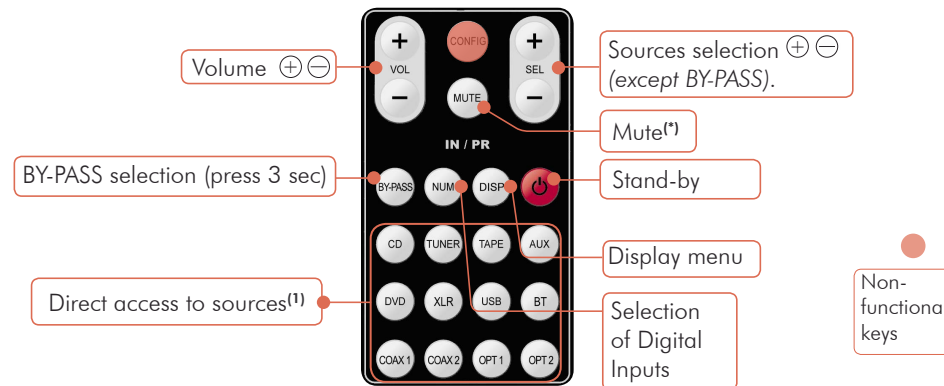 Volume ⊕ ⊖
+
VOL
−
CONFIG
MUTE
+
SEL
−
Sources selection ⊕ ⊖
(except BY-PASS).
Mute(*)
IN / PR
BY-PASS selection (press 3 sec)
BY-PASS NUM DISP
Stand-by
CD TUNER TAPE AUX
Display menu
Direct access to sources(1)
DVD XLR USB BT
Selection
of Digital
Inputs
COAX 1 COAX 2 OPT 1 OPT 2
Non-
functional
keys